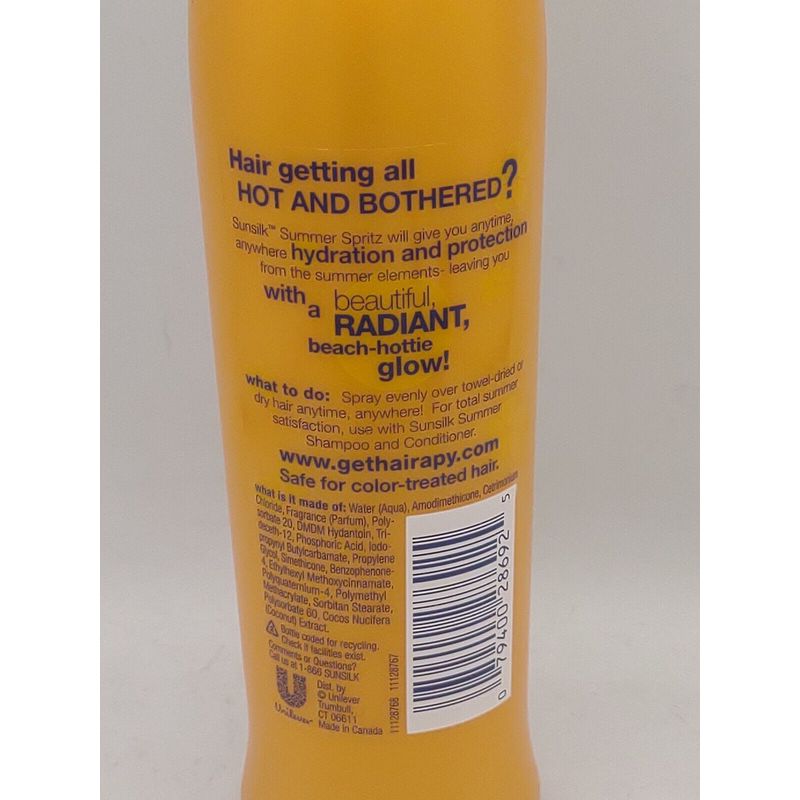 Hair getting all
HOT AND BOTHERED?
Sunsilk™ Summer Spritz will give you anytime,
anywhere hydration and protection
from the summer elements- leaving you
with a beautiful,
RADIANT,
beach-hottie
glow!
what to do: Spray evenly over towel-dried or
dry hair anytime, anywhere! For total summer
satisfaction, use with Sunsilk Summer
Shampoo and Conditioner.
www.gethairapy.com
Safe for color-treated hair.
what is it made of: Water (Aqua), Amodimethicone, Cetrimonium
Chloride, Fragrance (Parfum), Poly-
sorbate 20, DMDM Hydantoin, Tri-
deceth-12, Phosphoric Acid, Iodo-
propynyl Butylcarbamate, Propylene
Glycol, Simethicone, Benzophenone-
4, Ethylhexyl Methoxycinnamate,
Polyquaternium-4, Polymethyl
Methacrylate, Sorbitan Stearate,
Polysorbate 60, Cocos Nucifera
(Coconut) Extract.
Bottle coded for recycling.
Check if facilities exist.
Comments or Questions?
Call us at 1-866 SUNSILK
Unilever
Dist. by
© Unilever
Trumbull,
CT 06611
Made in Canada
11128768 11128767
0 79400 28692 5